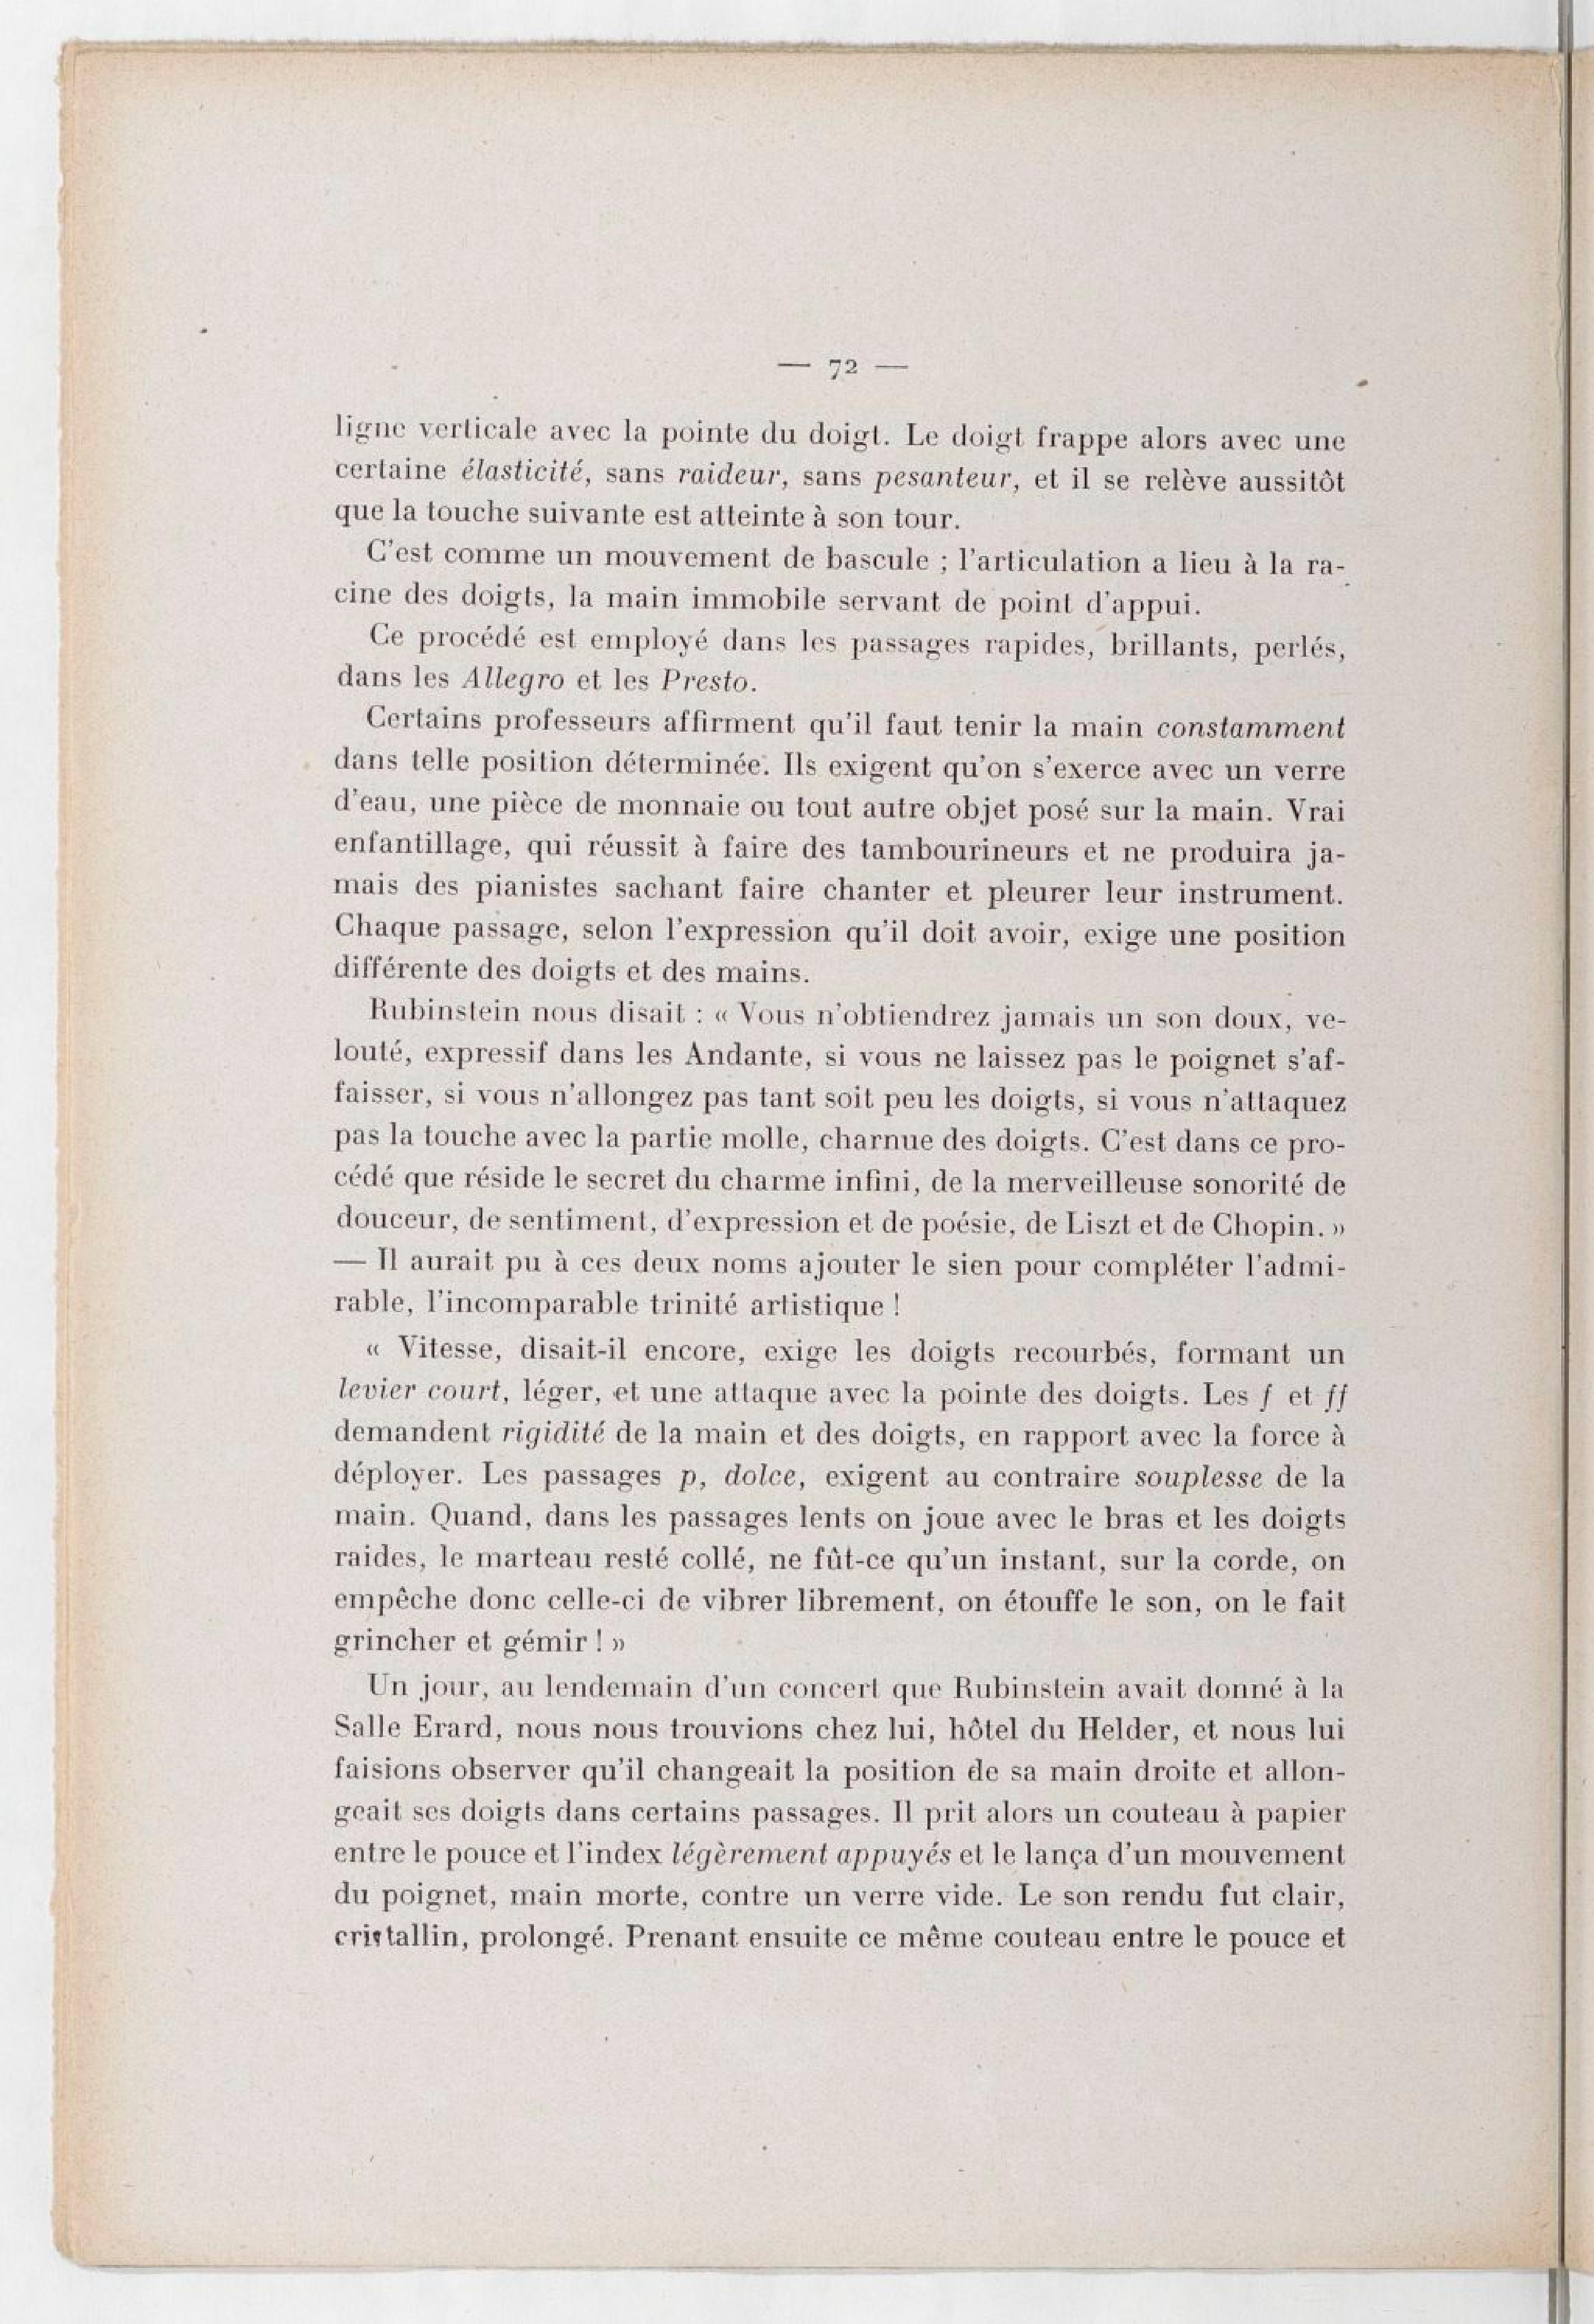 — 72 —
ligne verticale avec la pointe du doigt. Le doigt frappe alors avec une
certaine élasticité, sans raideur, sans pesanteur, et il se relève aussitôt
que la touche suivante est atteinte à son tour.
C'est comme un mouvement de bascule ; l'articulation a lieu à la ra-
cine des doigts, la main immobile servant de point d'appui.
Ce procédé est employé dans les passages rapides, brillants, perlés,
dans les Allegro et les Presto.
Certains professeurs affirment qu'il faut tenir la main constamment
dans telle position déterminée. Ils exigent qu'on s'exerce avec un verre
d'eau, une pièce de monnaie ou tout autre objet posé sur la main. Vrai
enfantillage, qui réussit à faire des tambourineurs et ne produira ja-
mais des pianistes sachant faire chanter et pleurer leur instrument.
Chaque passage, selon l'expression qu'il doit avoir, exige une position
différente des doigts et des mains.
Rubinstein nous disait : « Vous n'obtiendrez jamais un son doux, ve-
louté, expressif dans les Andante, si vous ne laissez pas le poignet s'af-
faisser, si vous n'allongez pas tant soit peu les doigts, si vous n'attaquez
pas la touche avec la partie molle, charnue des doigts. C'est dans ce pro-
cédé que réside le secret du charme infini, de la merveilleuse sonorité de
douceur, de sentiment, d'expression et de poésie, de Liszt et de Chopin. »
— Il aurait pu à ces deux noms ajouter le sien pour compléter l'admi-
rable, l'incomparable trinité artistique !
« Vitesse, disait-il encore, exige les doigts recourbés, formant un
levier court, léger, et une attaque avec la pointe des doigts. Les f et ff
demandent rigidité de la main et des doigts, en rapport avec la force à
déployer. Les passages p, dolce, exigent au contraire souplesse de la
main. Quand, dans les passages lents on joue avec le bras et les doigts
raides, le marteau resté collé, ne fût-ce qu'un instant, sur la corde, on
empêche donc celle-ci de vibrer librement, on étouffe le son, on le fait
grincher et gémir ! »
Un jour, au lendemain d'un concert que Rubinstein avait donné à la
Salle Erard, nous nous trouvions chez lui, hôtel du Helder, et nous lui
faisions observer qu'il changeait la position de sa main droite et allon-
geait ses doigts dans certains passages. Il prit alors un couteau à papier
entre le pouce et l'index légèrement appuyés et le lança d'un mouvement
du poignet, main morte, contre un verre vide. Le son rendu fut clair,
cristallin, prolongé. Prenant ensuite ce même couteau entre le pouce et